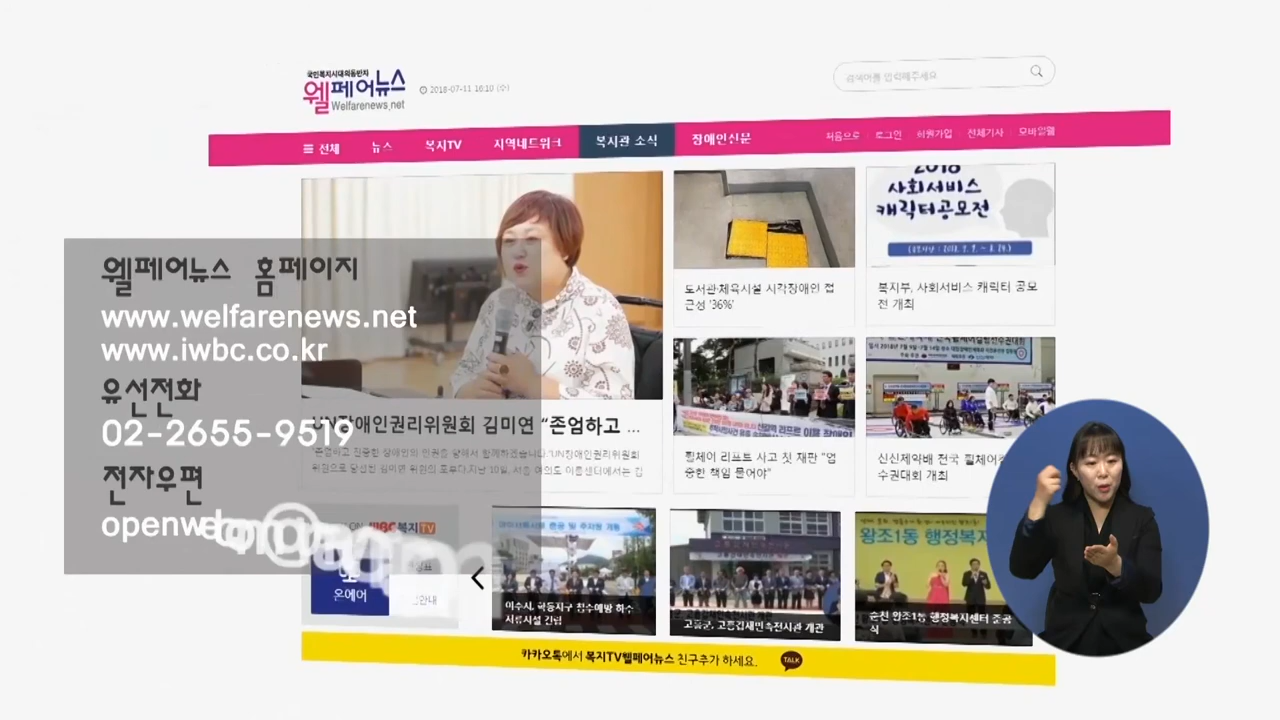 국민복지시대의동반자
웰페어뉴스
Welfarenews.net
2018-07-11 16:10 (수)
검색어를 입력해주세요
전체 뉴스 복지TV 지역네트워크 복지관 소식 장애인신문
처음으로 로그인 회원가입 전체기사 모바일웹
웰페어뉴스 홈페이지
www.welfarenews.net
www.iwbc.co.kr
유선전화
02-2655-9519
전자우편
UN장애인권리위원회 김미연 “존엄하고 ...
도서관·체육시설 시각장애인 접
근성 '36%'
2018
사회서비스
캐릭터공모전
복지부, 사회서비스 캐릭터 공모
전 개최
휠체어 리프트 사고 첫 재판 "엄
중한 책임 물어야"
신신제약배 전국 휠체어
수권대회 개최
WBC복지TV
온에어
여수시, 학동지구 침수예방 하수
저류시설 건립
고흥군, 고흥갑재민속전시관 개관
왕조1동 행정복지
순천 왕조1동 행정복지센터 준공
식
카카오톡에서 복지TV웰페어뉴스 친구추가 하세요.
TALK